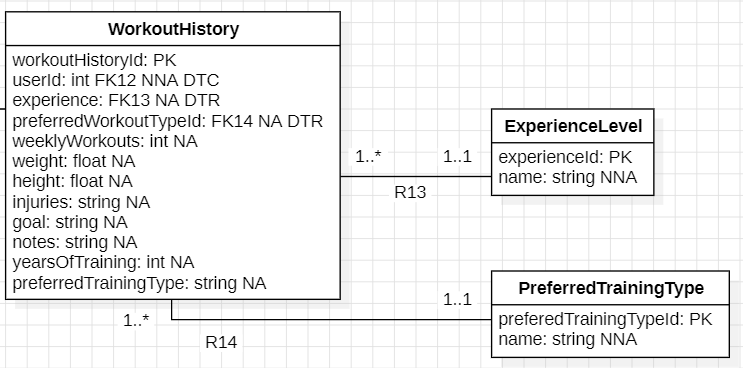 WorkoutHistory
workoutHistoryId: PK
userId: int FK12 NNA DTC
experience: FK13 NA DTR
preferredWorkoutTypeId: FK14 NA DTR
weeklyWorkouts: int NA
weight: float NA
height: float NA
injuries: string NA
goal: string NA
notes: string NA
yearsOfTraining: int NA
preferredTrainingType: string NA
1..*
1..1
R13
ExperienceLevel
experienceId: PK
name: string NNA
1..*
1..1
R14
PreferredTrainingType
preferedTrainingTypeId: PK
name: string NNA